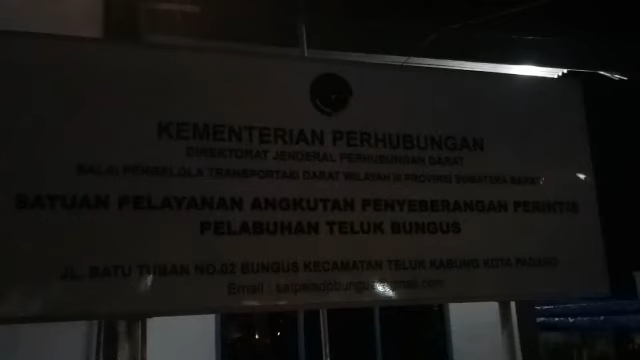 KEMENTERIAN PERHUBUNGAN
DIREKTORAT JENDERAL PERHUBUNGAN DARAT
BALAI PENGELOLA TRANSPORTASI DARAT WILAYAH III PROVINSI SUMATERA BARAT
SATUAN PELAYANAN ANGKUTAN PENYEBERANGAN PERINTIS
PELABUHAN TELUK BUNGUS
JL. BATU TUBAN NO.02 BUNGUS KECAMATAN TELUK KABUNG KOTA PADANG
Email :